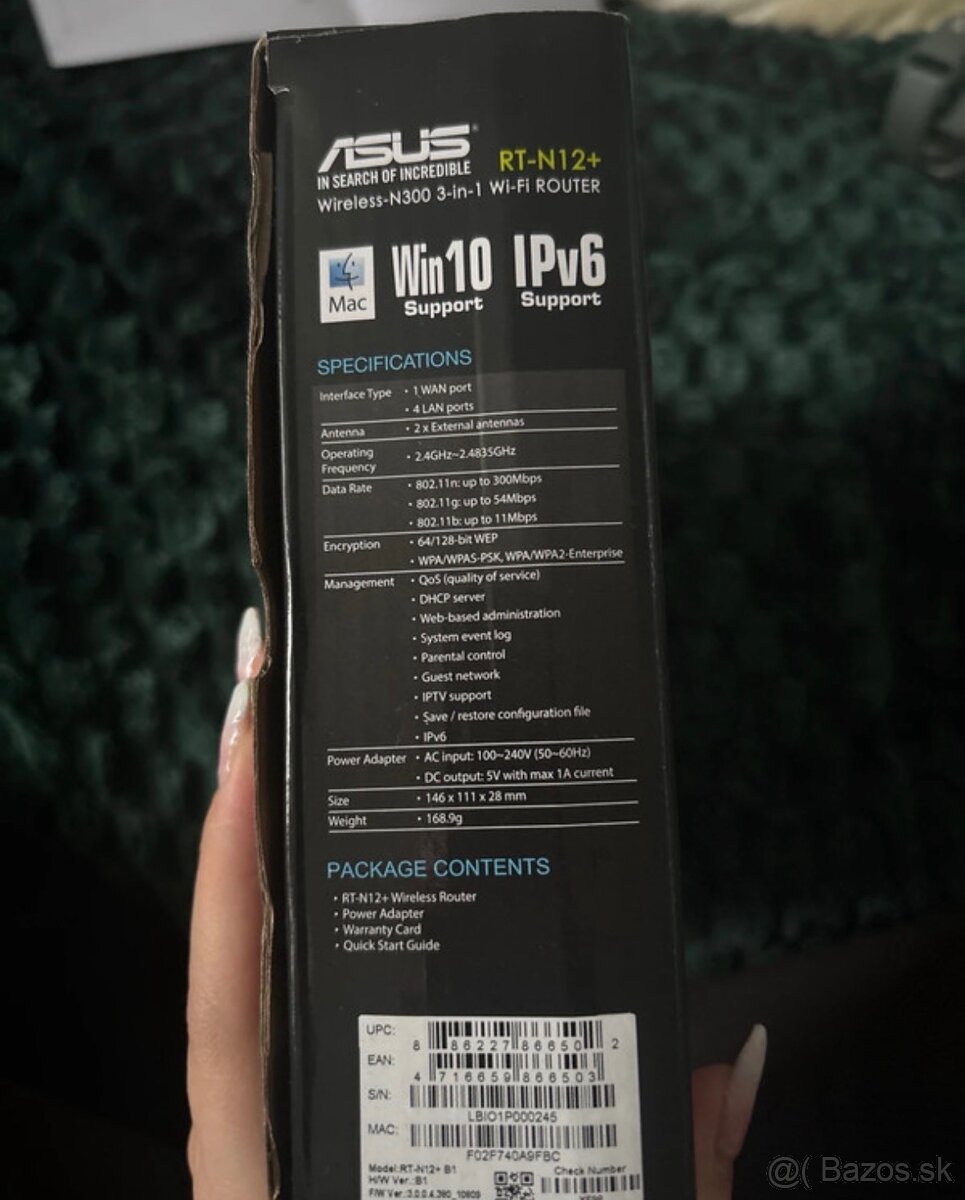 ASUS
RT-N12+
IN SEARCH OF INCREDIBLE
Wireless-N300 3-in-1 Wi-Fi ROUTER
Mac
Win10 Support
IPv6 Support
SPECIFICATIONS
Interface Type • 1 WAN port
• 4 LAN ports
Antenna • 2 x External antennas
Operating Frequency • 2.4GHz~2.4835GHz
Data Rate • 802.11n: up to 300Mbps
• 802.11g: up to 54Mbps
• 802.11b: up to 11Mbps
Encryption • 64/128-bit WEP
• WPA/WPAS-PSK, WPA/WPA2-Enterprise
Management • QoS (quality of service)
• DHCP server
• Web-based administration
• System event log
• Parental control
• Guest network
• IPTV support
• Save / restore configuration file
• IPv6
Power Adapter • AC input: 100~240V (50~60Hz)
• DC output: 5V with max 1A current
Size • 146 x 111 x 28 mm
Weight • 168.9g
PACKAGE CONTENTS
• RT-N12+ Wireless Router
• Power Adapter
• Warranty Card
• Quick Start Guide
UPC:
8 86227 86650 2
EAN:
4 716659 866503
S/N:
LBIO1P000245
MAC:
F02F740A9FBC
Model:RT-N12+ B1
Check Number
H/W Ver.:B1
F/W Ver.:3.0.0.4.380_10809
@( Bazos.sk